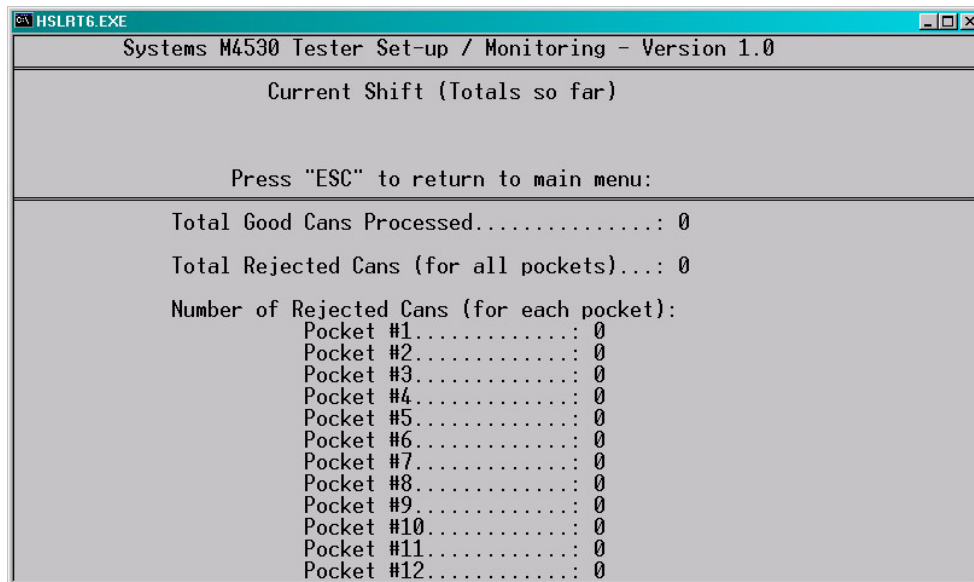 HSLRT6.EXE
Systems M4530 Tester Set-up / Monitoring - Version 1.0
Current Shift (Totals so far)
Press "ESC" to return to main menu:
Total Good Cans Processed...............: 0
Total Rejected Cans (for all pockets)...: 0
Number of Rejected Cans (for each pocket):
Pocket #1.............: 0
Pocket #2.............: 0
Pocket #3.............: 0
Pocket #4.............: 0
Pocket #5.............: 0
Pocket #6.............: 0
Pocket #7.............: 0
Pocket #8.............: 0
Pocket #9.............: 0
Pocket #10............: 0
Pocket #11............: 0
Pocket #12............: 0